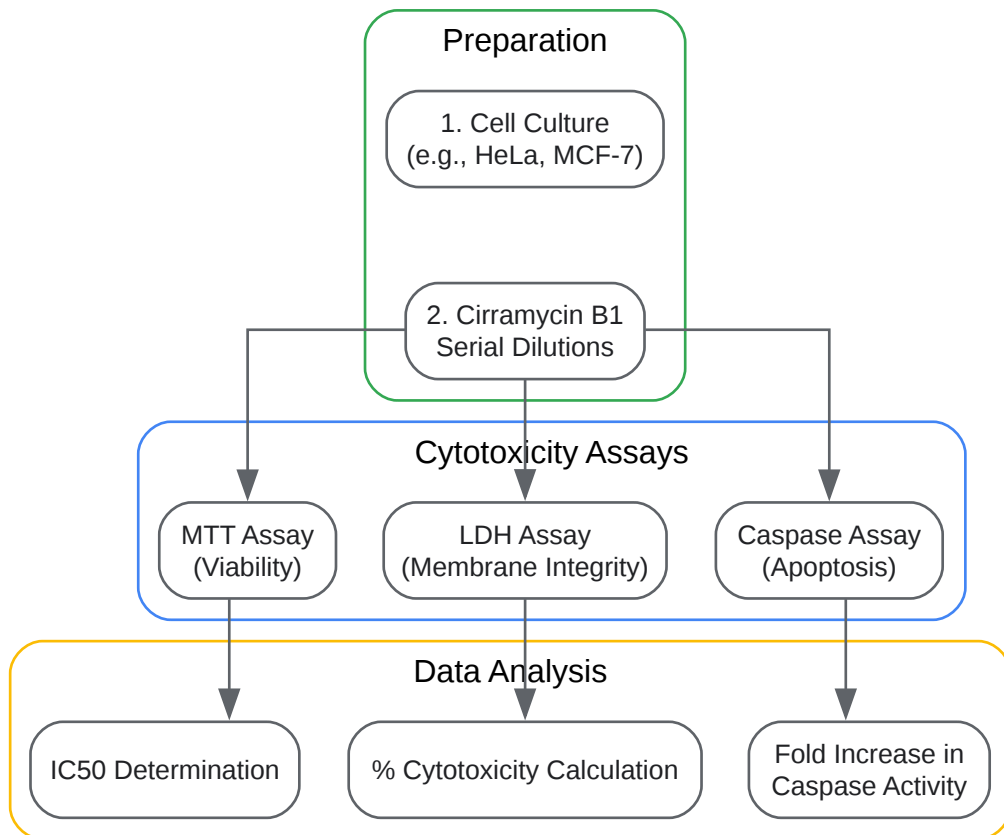 Preparation
1. Cell Culture
(e.g., HeLa, MCF-7)
2. Cirramycin B1
Serial Dilutions
Cytotoxicity Assays
MTT Assay
(Viability)
LDH Assay
(Membrane Integrity)
Caspase Assay
(Apoptosis)
Data Analysis
IC50 Determination
% Cytotoxicity Calculation
Fold Increase in
Caspase Activity